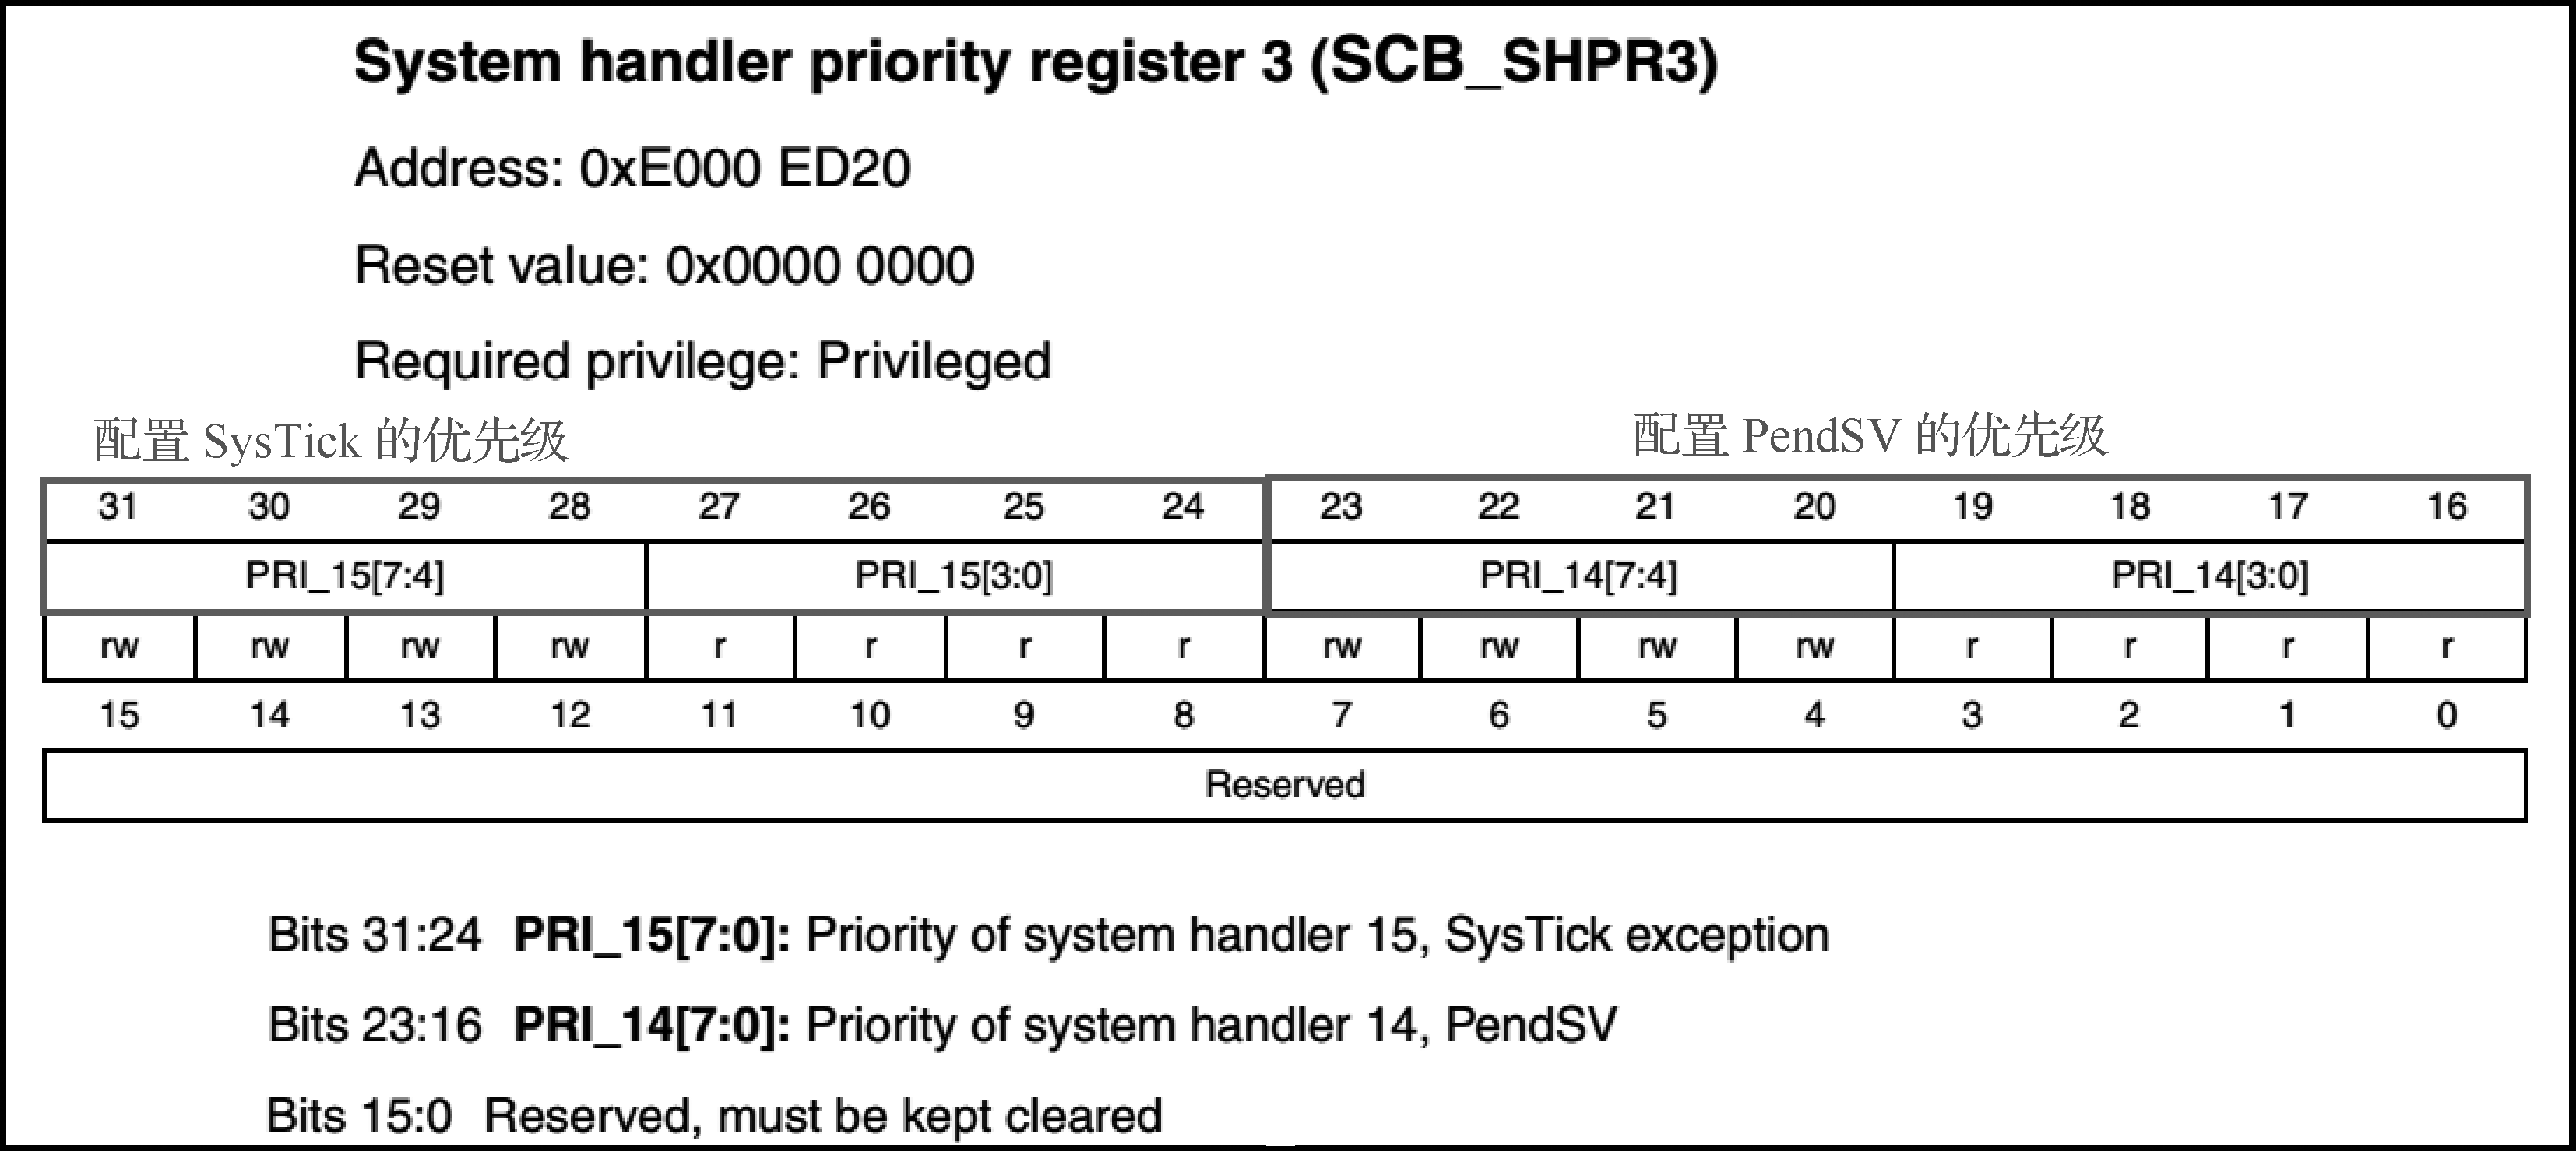 System handler priority register 3 (SCB_SHPR3)
Address: 0xE000 ED20
Reset value: 0x0000 0000
Required privilege: Privileged
配置 SysTick 的优先级 配置 PendSV 的优先级
31 30 29 28 27 26 25 24 23 22 21 20 19 18 17 16
PRI_15[7:4] PRI_15[3:0] PRI_14[7:4] PRI_14[3:0]
rw rw rw rw r r r r rw rw rw rw r r r r
15 14 13 12 11 10 9 8 7 6 5 4 3 2 1 0
Reserved
Bits 31:24 PRI_15[7:0]: Priority of system handler 15, SysTick exception
Bits 23:16 PRI_14[7:0]: Priority of system handler 14, PendSV
Bits 15:0 Reserved, must be kept cleared